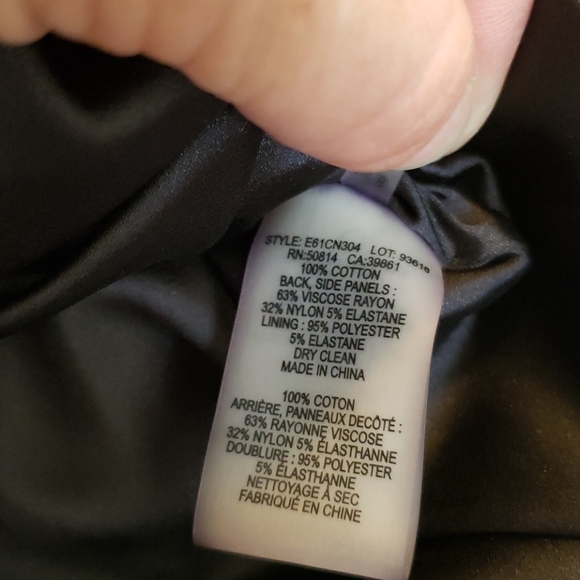 STYLE: E61CN304 LOT: 93618
RN:50814 CA:39861
100% COTTON
BACK, SIDE PANELS :
63% VISCOSE RAYON
32% NYLON 5% ELASTANE
LINING : 95% POLYESTER
5% ELASTANE
DRY CLEAN
MADE IN CHINA
100% COTON
ARRIÈRE, PANNEAUX DECÔTÉ :
63% RAYONNE VISCOSE
32% NYLON 5% ÉLASTHANNE
DOUBLURE : 95% POLYESTER
5% ÉLASTHANNE
NETTOYAGE À SEC
FABRIQUÉ EN CHINE